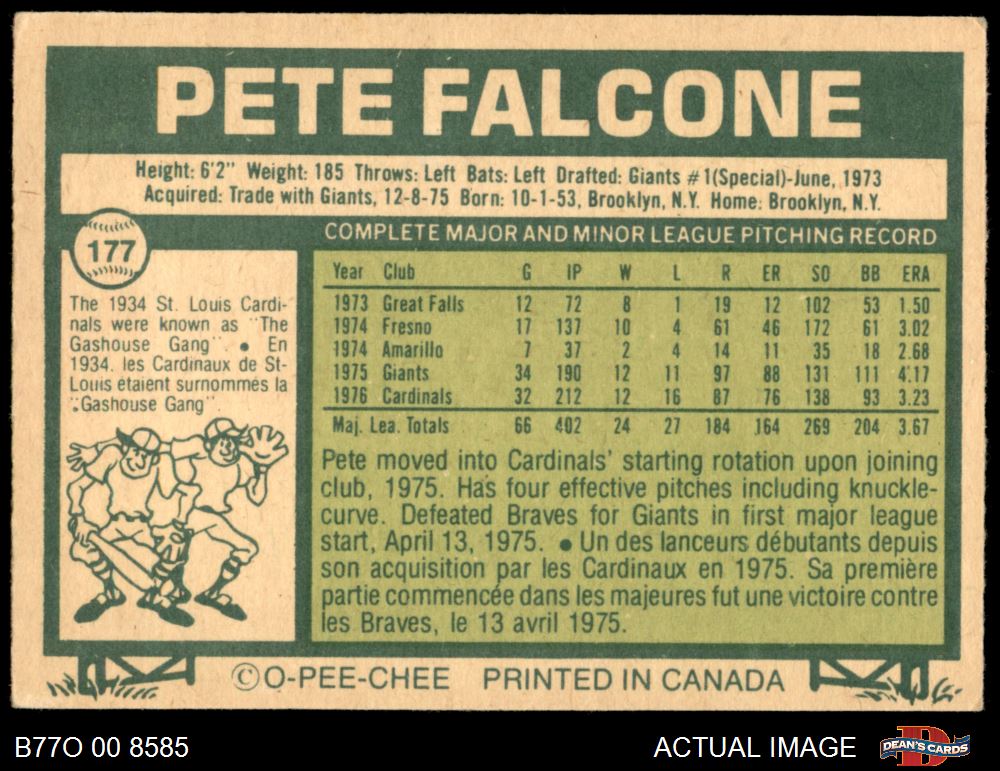 PETE FALCONE
Height: 6'2" Weight: 185 Throws: Left Bats: Left Drafted: Giants #1(Special)-June, 1973
Acquired: Trade with Giants, 12-8-75 Born: 10-1-53, Brooklyn, N.Y. Home: Brooklyn, N.Y.
177
The 1934 St. Louis Cardi-
nals were known as "The
Gashouse Gang". ● En
1934, les Cardinaux de St-
Louis étaient surnommés la
"Gashouse Gang".
COMPLETE MAJOR AND MINOR LEAGUE PITCHING RECORD
Year Club G IP W L R ER SO BB ERA
1973 Great Falls 12 72 8 1 19 12 102 53 1.50
1974 Fresno 17 137 10 4 61 46 172 61 3.02
1974 Amarillo 7 37 2 4 14 11 35 18 2.68
1975 Giants 34 190 12 11 97 88 131 111 4.17
1976 Cardinals 32 212 12 16 87 76 138 93 3.23
Maj. Lea. Totals 66 402 24 27 184 164 269 204 3.67
Pete moved into Cardinals' starting rotation upon joining
club, 1975. Has four effective pitches including knuckle-
curve. Defeated Braves for Giants in first major league
start, April 13, 1975. ● Un des lanceurs débutants depuis
son acquisition par les Cardinaux en 1975. Sa première
partie commencée dans les majeures fut une victoire contre
les Braves, le 13 avril 1975.
©O-PEE-CHEE PRINTED IN CANADA
B77O 00 8585
ACTUAL IMAGE
DEAN'S CARDS